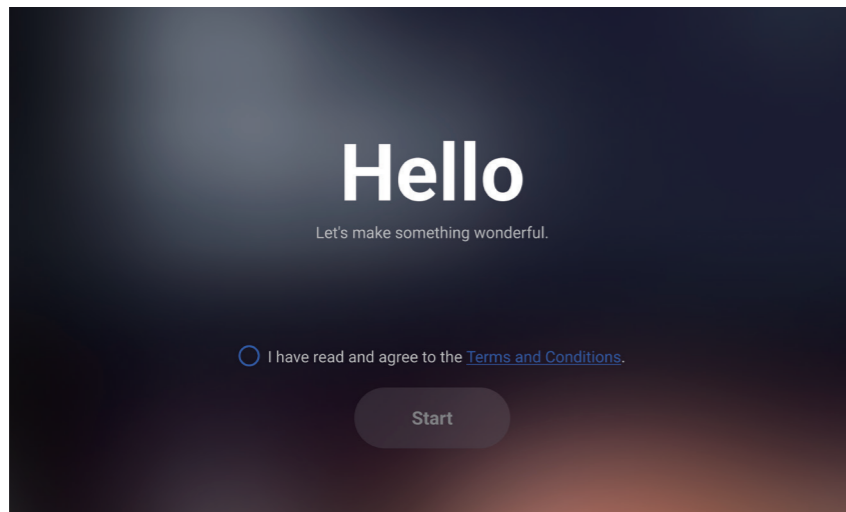 Hello
Let's make something wonderful.
I have read and agree to the Terms and Conditions.
Start